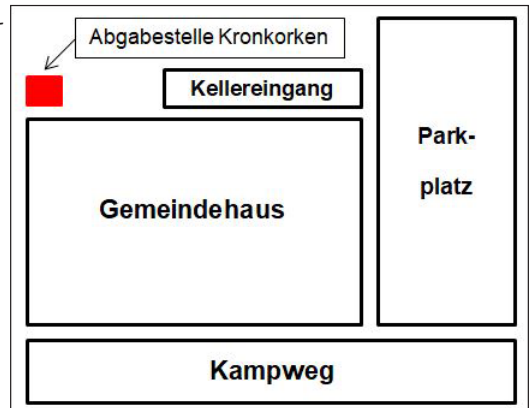 Abgabestelle Kronkorken
Kellereingang
Park-
platz
Gemeindehaus
Kampweg